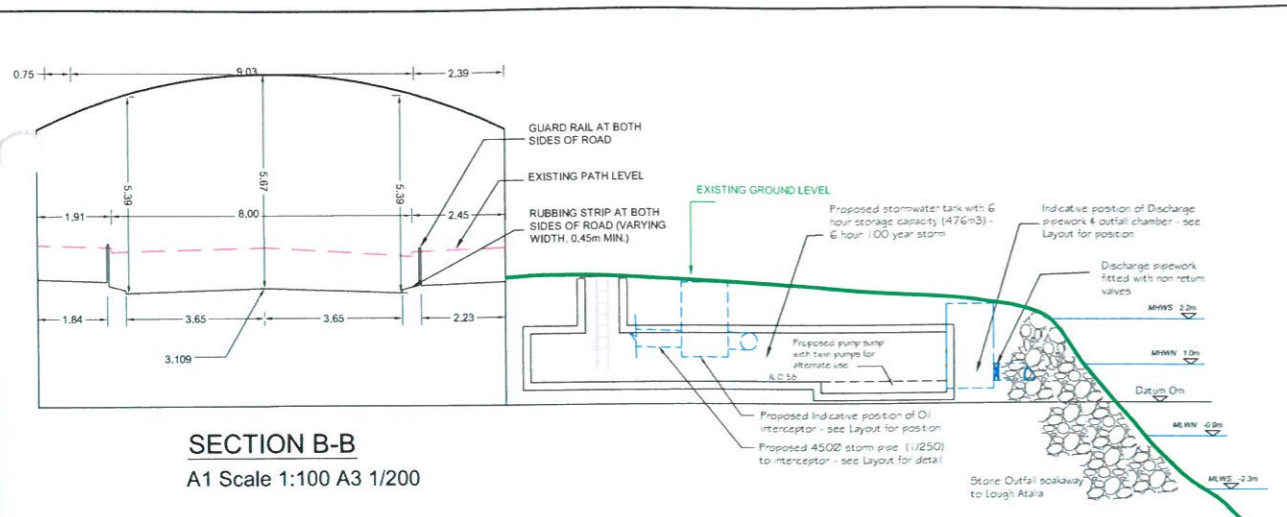 0.75
9.03
2.39
5.39
5.67
5.39
1.91
8.00
2.45
1.84
3.65
3.65
2.23
3.109
GUARD RAIL AT BOTH
SIDES OF ROAD
EXISTING PATH LEVEL
RUBBING STRIP AT BOTH
SIDES OF ROAD (VARYING
WIDTH, 0.45m MIN.)
SECTION B-B
A1 Scale 1:100 A3 1/200
EXISTING GROUND LEVEL
Proposed stormwater tank with 6
hour storage capacity (476m3) -
6 hour 100 year storm
Indicative position of Discharge
pipework & outfall chamber - see
Layout for position
Discharge pipework
fitted with non return
valves
Proposed pump sump
with twin pumps for
alternate use
Proposed Indicative position of Oil
interceptor - see Layout for position
Proposed 450Ø storm pipe (1/250)
to interceptor - see Layout for detail
MHWS 2.2m
MHWN 1.0m
Datum 0m
MLWN -0.9m
MLWS -2.3m
Stone Outfall soakaway
to Lough Atalia